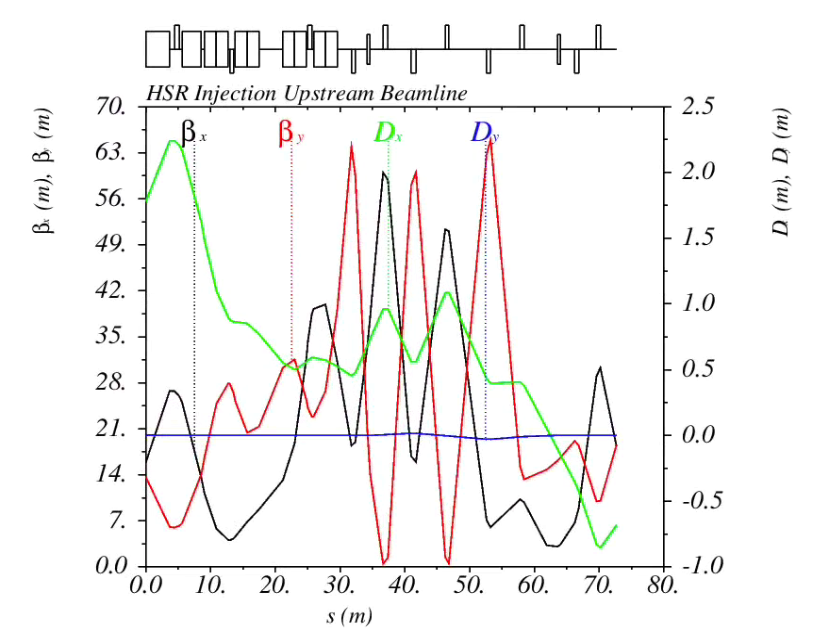 HSR Injection Upstream Beamline
70. 2.5
βx βy Dx Dy
63.
2.0
56.
1.5
49.
42.
1.0
35.
0.5
28.
21.
0.0
14.
-0.5
7.
0.0 -1.0
0.0 10. 20. 30. 40. 50. 60. 70. 80.
s (m)
βx (m), βy (m)
Dx (m), Dy (m)